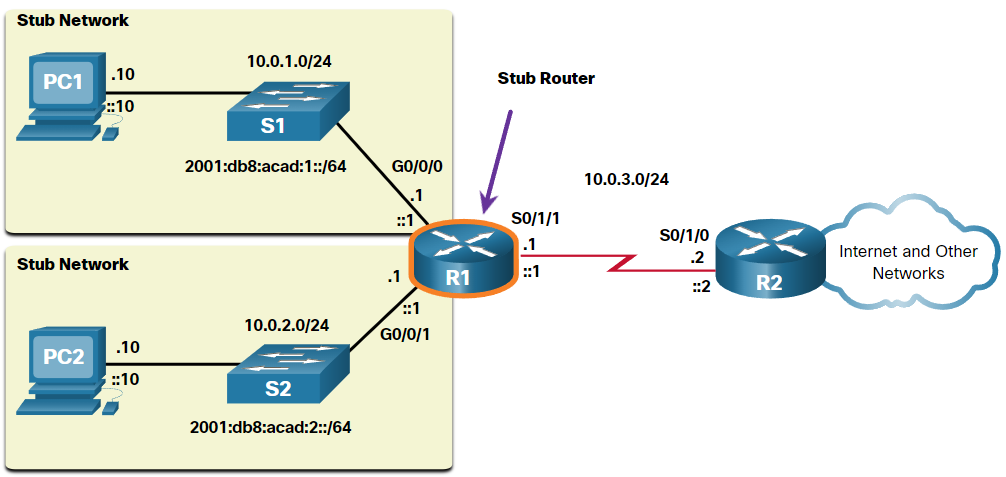 Stub Network
PC1
.10
::10
10.0.1.0/24
S1
2001:db8:acad:1::/64
G0/0/0
.1
::1
Stub Router
10.0.3.0/24
R1
S0/1/1
.1
::1
S0/1/0
.2
::2
R2
Internet and Other
Networks
Stub Network
.1
::1
G0/0/1
10.0.2.0/24
PC2
.10
::10
S2
2001:db8:acad:2::/64